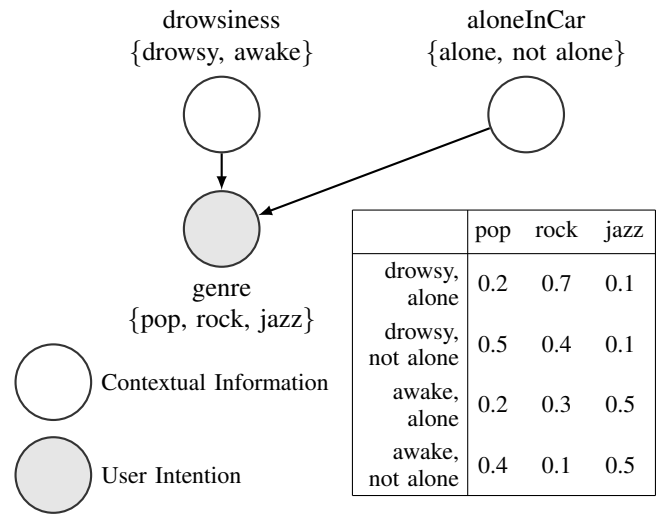 drowsiness
{drowsy, awake}
aloneInCar
{alone, not alone}
genre
{pop, rock, jazz}
Contextual Information
User Intention
pop rock jazz
drowsy,
alone 0.2 0.7 0.1
drowsy,
not alone 0.5 0.4 0.1
awake,
alone 0.2 0.3 0.5
awake,
not alone 0.4 0.1 0.5